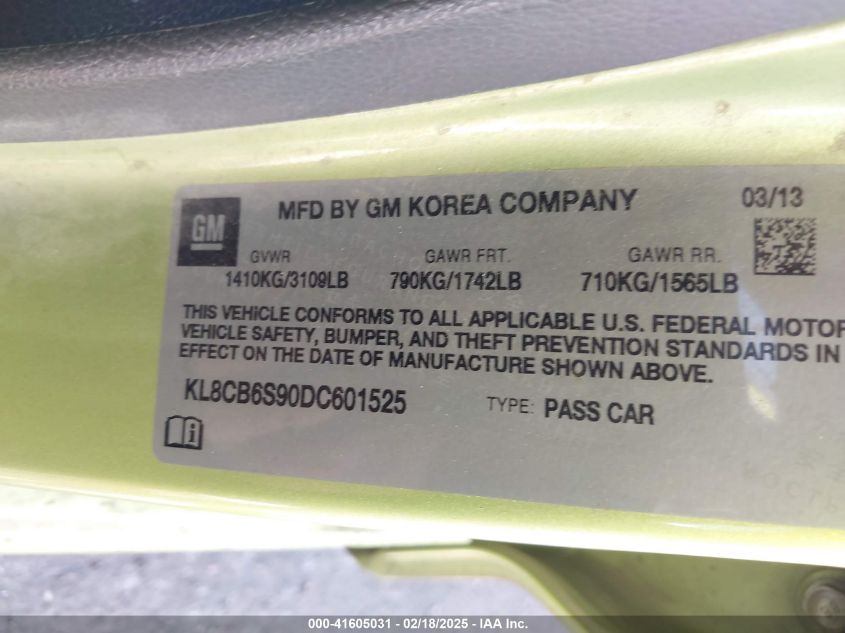 MFD BY GM KOREA COMPANY 03/13
GM
GVWR GAWR FRT. GAWR RR.
1410KG/3109LB 790KG/1742LB 710KG/1565LB
THIS VEHICLE CONFORMS TO ALL APPLICABLE U.S. FEDERAL MOTOR
VEHICLE SAFETY, BUMPER, AND THEFT PREVENTION STANDARDS IN
EFFECT ON THE DATE OF MANUFACTURE SHOWN ABOVE.
KL8CB6S90DC601525 TYPE: PASS CAR
000-41605031 - 02/18/2025 - IAA Inc.